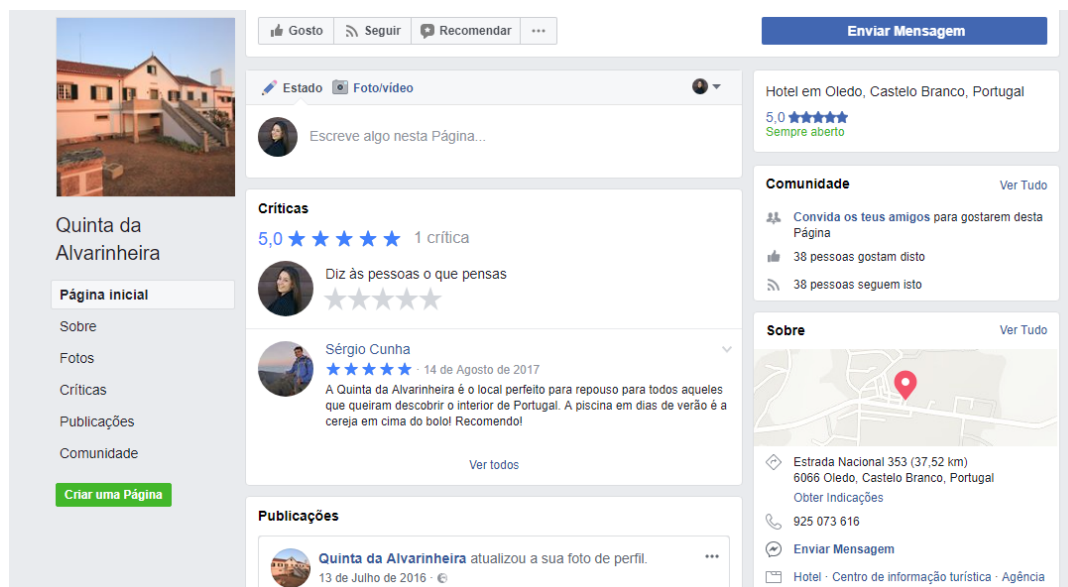 Gosto
Seguir
Recomendar
Enviar Mensagem
Quinta da
Alvarinheira
Página inicial
Sobre
Fotos
Críticas
Publicações
Comunidade
Criar uma Página
Estado
Foto/vídeo
Escreve algo nesta Página...
Críticas
5,0
1 crítica
Diz às pessoas o que pensas
Sérgio Cunha
· 14 de Agosto de 2017
A Quinta da Alvarinheira é o local perfeito para repouso para todos aqueles
que queiram descobrir o interior de Portugal. A piscina em dias de verão é a
cereja em cima do bolo! Recomendo!
Ver todos
Publicações
Quinta da Alvarinheira atualizou a sua foto de perfil.
13 de Julho de 2016 ·
Hotel em Oledo, Castelo Branco, Portugal
5,0
Sempre aberto
Comunidade
Ver Tudo
Convida os teus amigos para gostarem desta
Página
38 pessoas gostam disto
38 pessoas seguem isto
Sobre
Ver Tudo
Estrada Nacional 353 (37,52 km)
6066 Oledo, Castelo Branco, Portugal
Obter Indicações
925 073 616
Enviar Mensagem
Hotel · Centro de informação turística · Agência